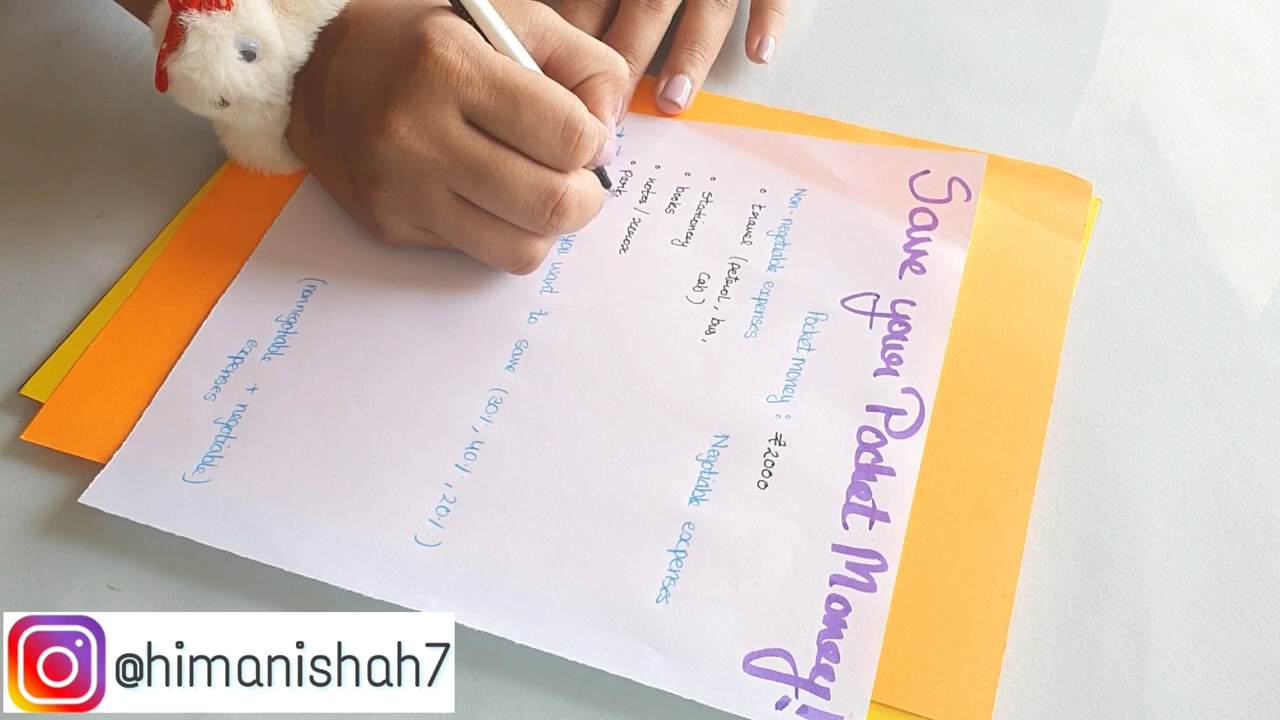 Save your Pocket Money!
Pocket money : ₹2000
Non-negotiable expenses
• travel (petrol, bus,
cab)
• stationery
• books
• notes / xerox
Negotiable expenses
you want to save (30%, 40%, 20%)
(non negotiable
expenses + negotiable)
@himanishah7